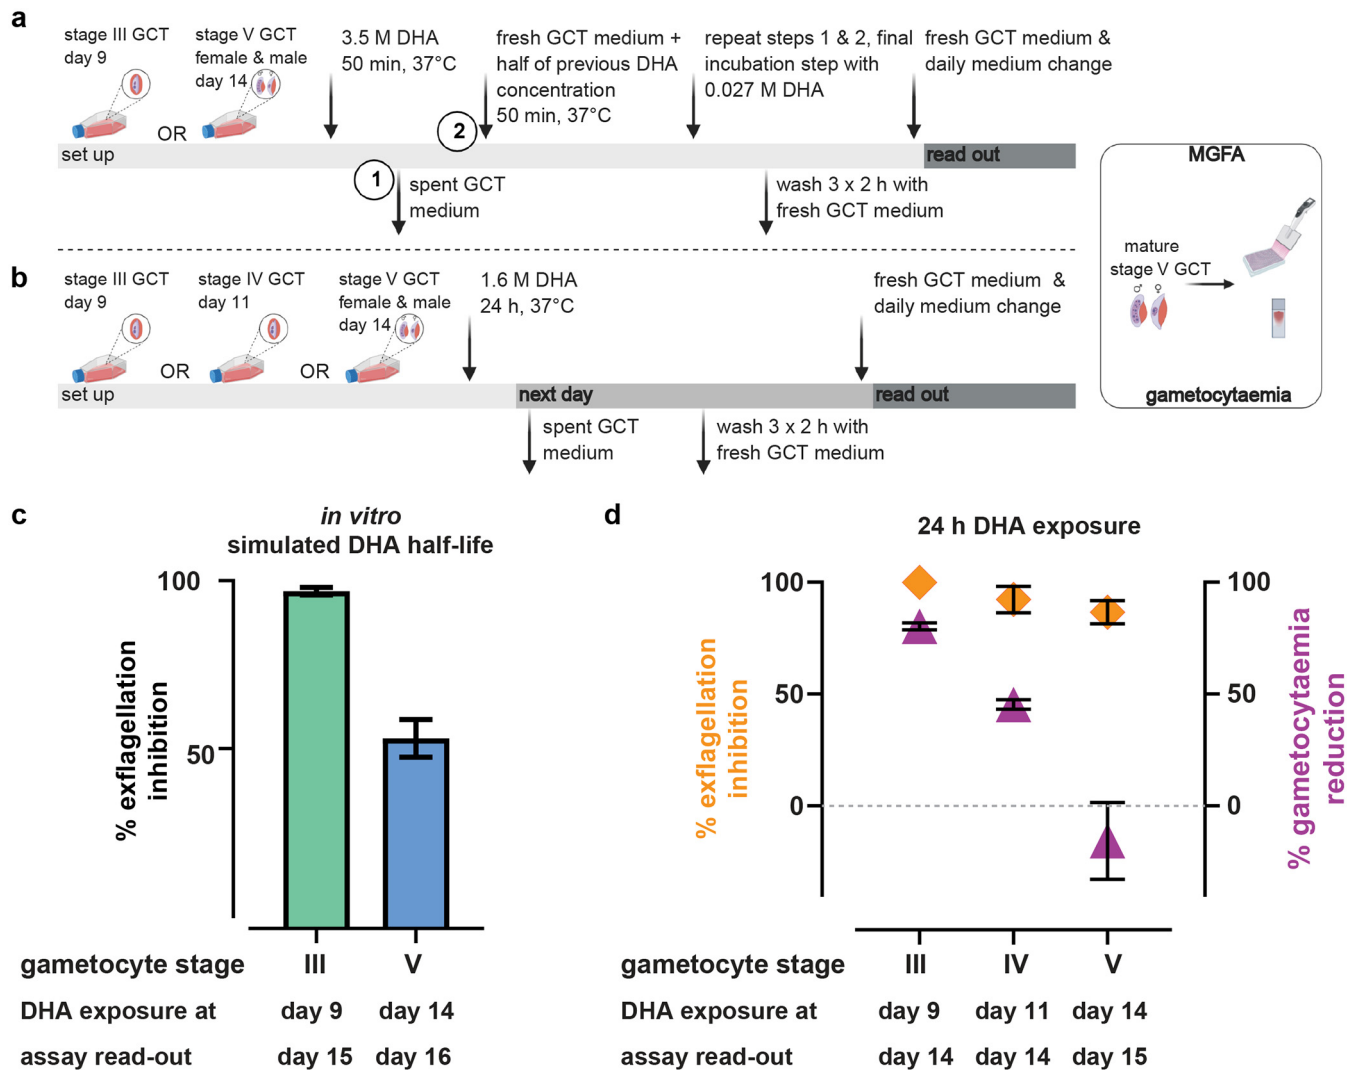 a
stage III GCT
day 9
stage V GCT
female & male
day 14
OR
3.5 M DHA
50 min, 37°C
fresh GCT medium +
half of previous DHA
concentration
50 min, 37°C
repeat steps 1 & 2, final
incubation step with
0.027 M DHA
fresh GCT medium &
daily medium change
2
set up
read out
1
spent GCT
medium
wash 3 x 2 h with
fresh GCT medium
MGFA
mature
stage V GCT
♂ ♀
gametocytaemia
b
stage III GCT
day 9
stage IV GCT
day 11
stage V GCT
female & male
day 14
OR
OR
1.6 M DHA
24 h, 37°C
fresh GCT medium &
daily medium change
set up
next day
read out
spent GCT
medium
wash 3 x 2 h with
fresh GCT medium
c
in vitro
simulated DHA half-life
% exflagellation
inhibition
100
50
gametocyte stage III V
DHA exposure at day 9 day 14
assay read-out day 15 day 16
d
24 h DHA exposure
% exflagellation
inhibition
100
50
0
100
50
0
% gametocytaemia
reduction
gametocyte stage III IV V
DHA exposure at day 9 day 11 day 14
assay read-out day 14 day 14 day 15